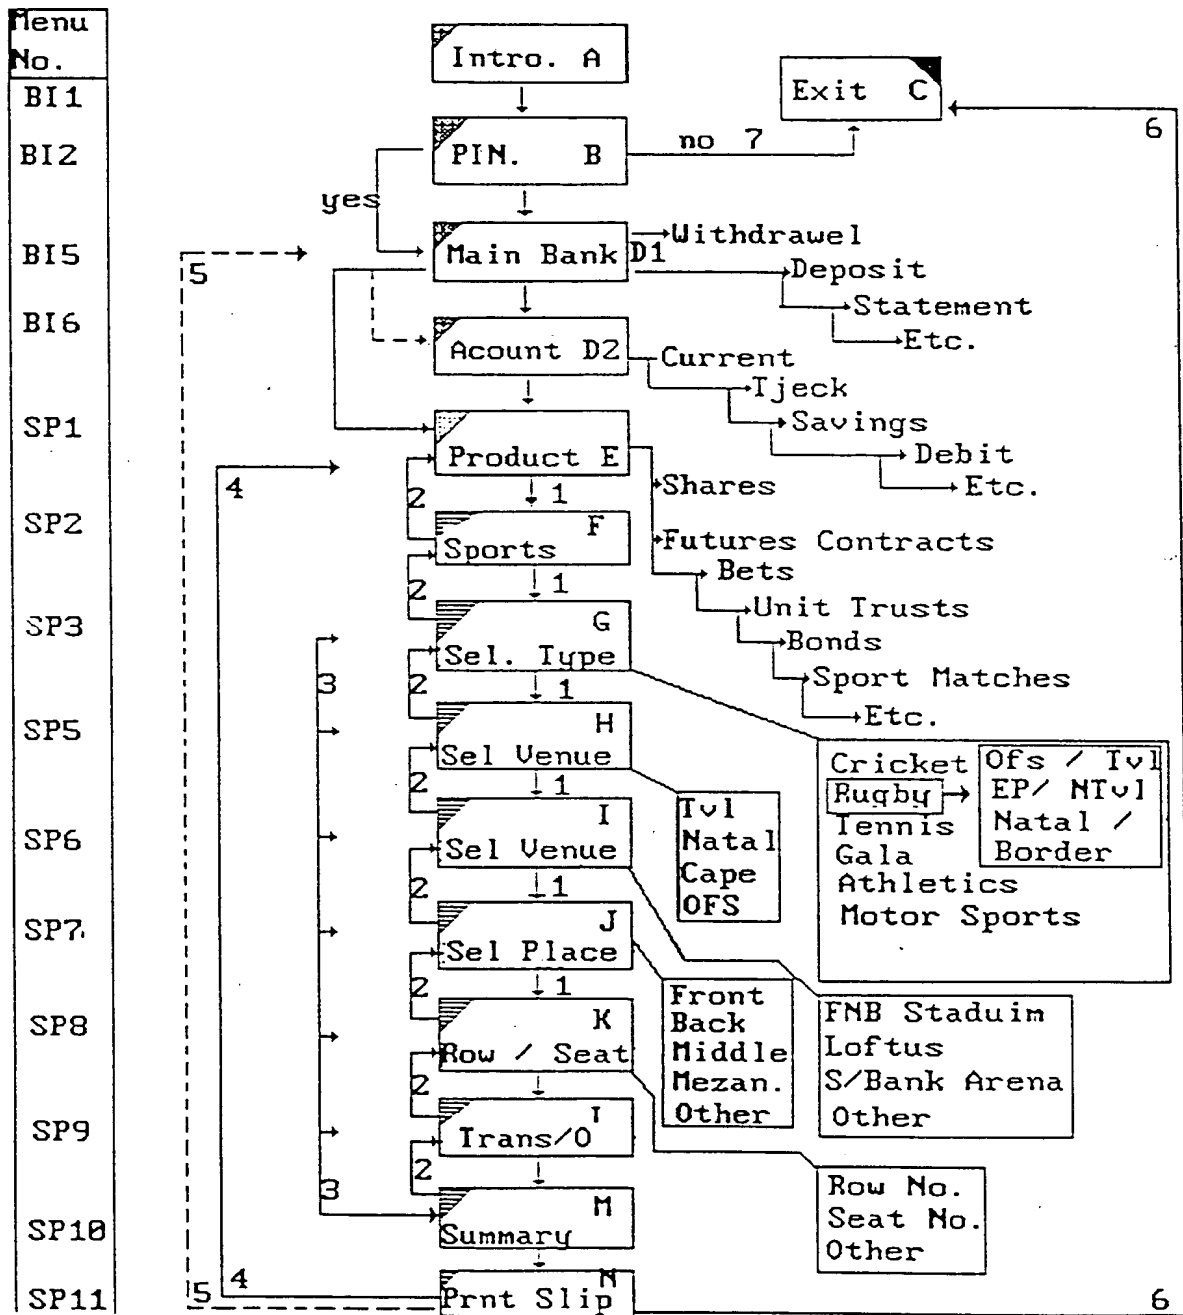 Menu
No.
Intro. A
Exit C
BI1
6
BI2
PIN. B
no 7
yes
Withdrawel
BI5
5
Main Bank D1
Deposit
Statement
BI6
Etc.
Acount D2
Current
Tjeck
SP1
Savings
Product E
Debit
4
2
1
Shares
Etc.
SP2
F
Sports
Futures Contracts
2
1
Bets
Unit Trusts
SP3
G
Sel. Type
Bonds
3
2
1
Sport Matches
Etc.
SP5
H
Sel Venue
Cricket
Ofs / Tvl
2
1
Rugby
EP/ NTvl
Tvl
Tennis
Natal /
SP6
I
Natal
Gala
Border
Sel Venue
Cape
Athletics
2
1
OFS
Motor Sports
SP7
J
Sel Place
2
1
Front
FNB Staduim
SP8
K
Back
Loftus
Row / Seat
Middle
S/Bank Arena
2
Mezan.
Other
Other
SP9
Trans/O
2
3
Row No.
M
Seat No.
SP10
Summary
Other
4
N
SP11
5
Prnt Slip
6